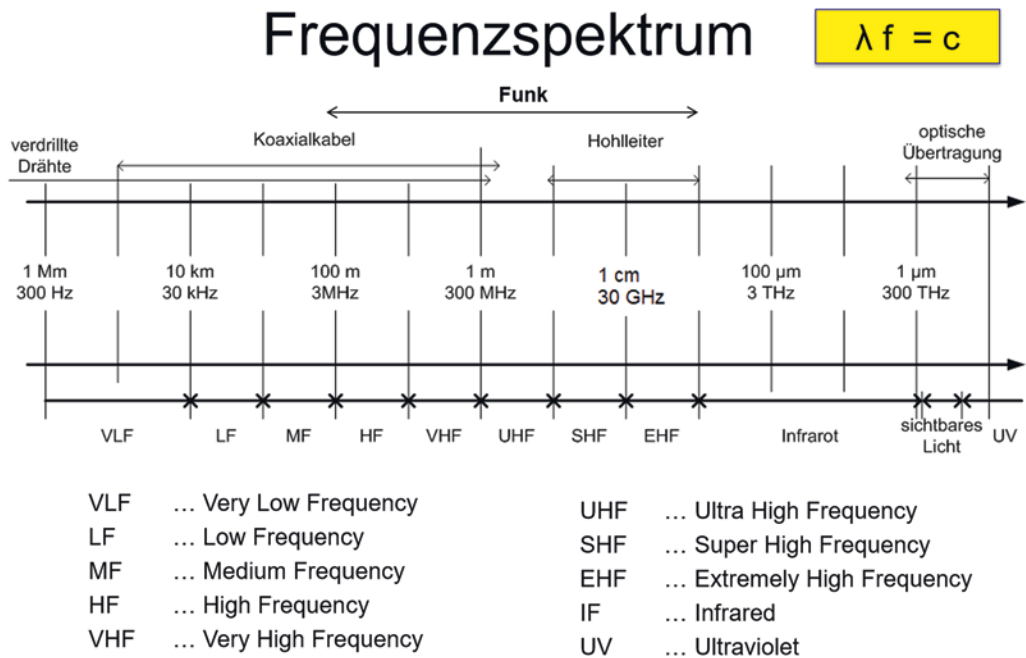 Frequenzspektrum
λ f = c
Funk
verdrillte
Drähte
Koaxialkabel
Hohlleiter
optische
Übertragung
1 Mm
300 Hz
10 km
30 kHz
100 m
3MHz
1 m
300 MHz
1 cm
30 GHz
100 µm
3 THz
1 µm
300 THz
VLF
LF
MF
HF
VHF
UHF
SHF
EHF
Infrarot
sichtbares
Licht
UV
VLF ... Very Low Frequency
LF ... Low Frequency
MF ... Medium Frequency
HF ... High Frequency
VHF ... Very High Frequency
UHF ... Ultra High Frequency
SHF ... Super High Frequency
EHF ... Extremely High Frequency
IF ... Infrared
UV ... Ultraviolet